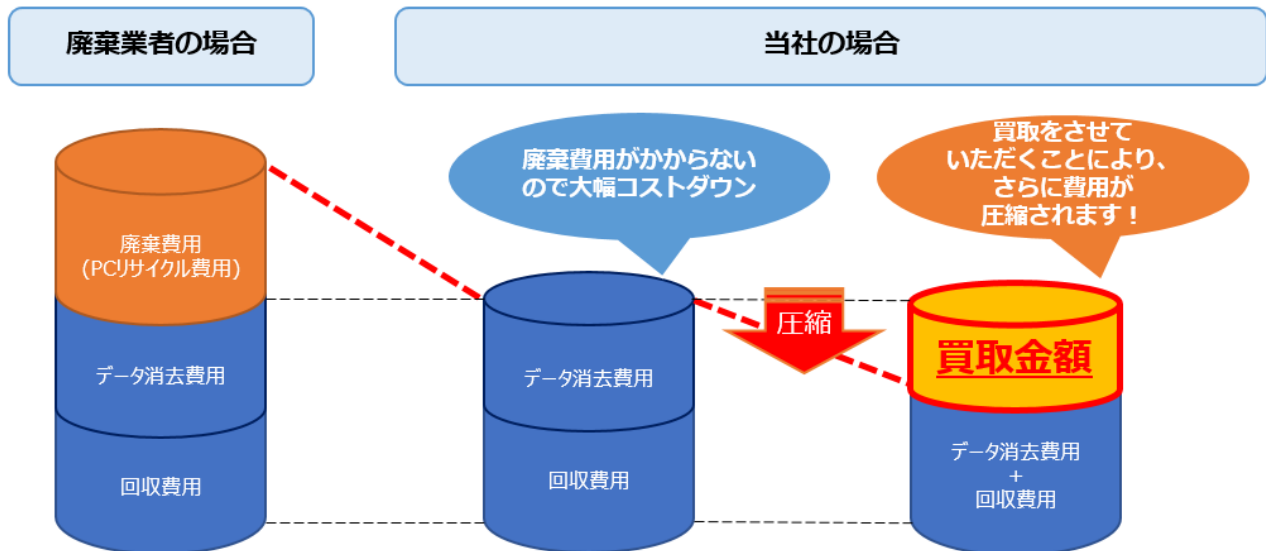 廃棄業者の場合
当社の場合
廃棄費用がかからない
ので大幅コストダウン
買取をさせて
いただくことにより、
さらに費用が
圧縮されます！
廃棄費用
(PCリサイクル費用)
データ消去費用
回収費用
データ消去費用
回収費用
圧縮
買取金額
データ消去費用
+
回収費用